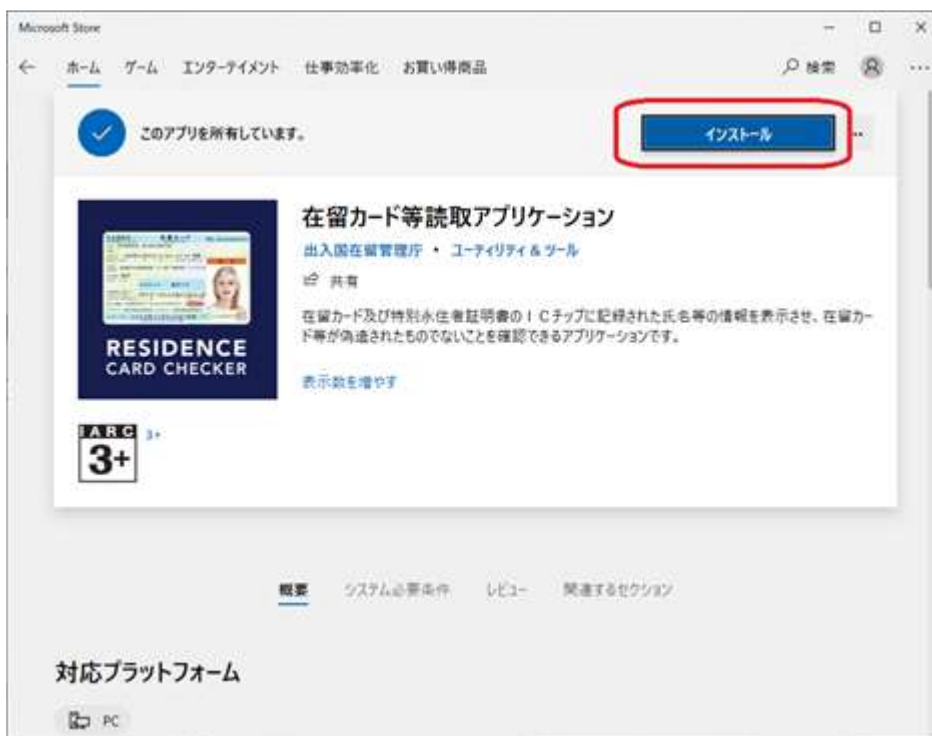 Microsoft Store
ホーム ゲーム エンターテイメント 仕事効率化 お買い得商品 検索
このアプリを所有しています。 インストール
在留カード等読取アプリケーション
出入国在留管理庁 • ユーティリティ & ツール
共有
在留カード及び特別永住者証明書のＩＣチップに記録された氏名等の情報を表示させ、在留カー
ド等が偽造されたものでないことを確認できるアプリケーションです。
RESIDENCE
CARD CHECKER
表示数を増やす
IARC 3+
3+
概要 システム必要条件 レビュー 関連するセクション
対応プラットフォーム
PC